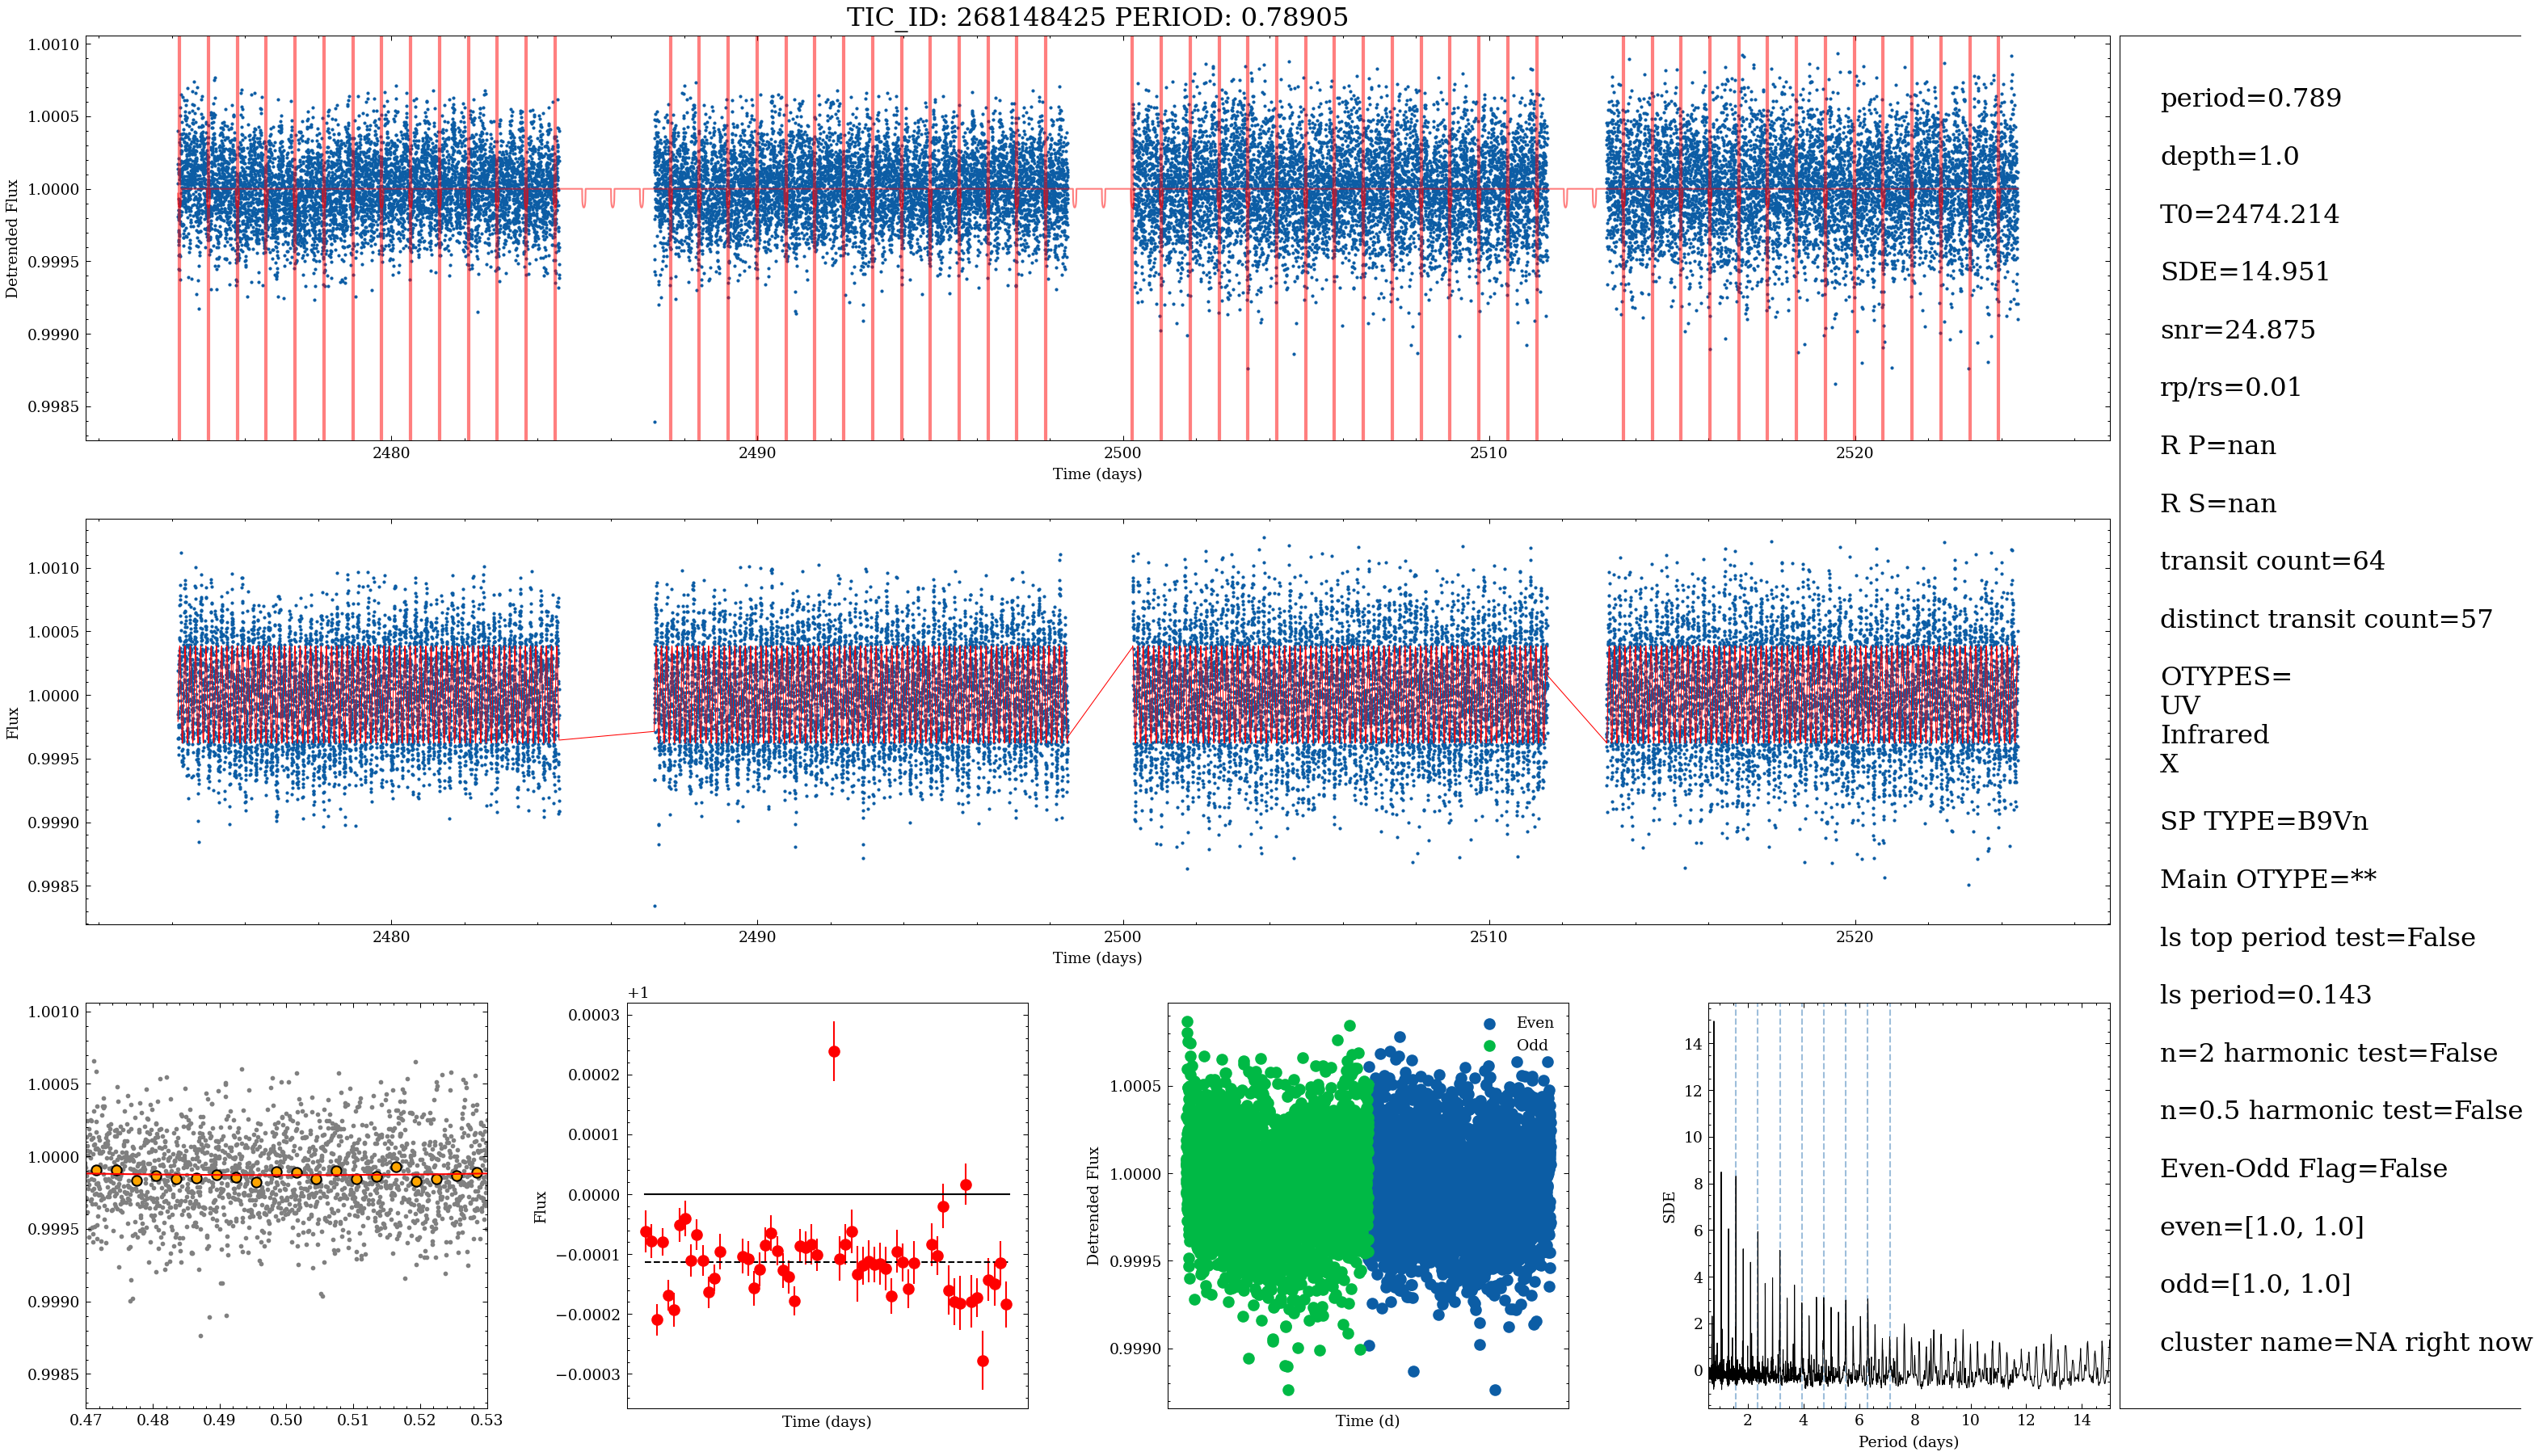 TIC_ID: 268148425 PERIOD: 0.78905
1.0010
1.0005
1.0000
0.9995
0.9990
0.9985
Detrended Flux
2480
2490
2500
2510
2520
Time (days)
1.0010
1.0005
1.0000
0.9995
0.9990
0.9985
Flux
2480
2490
2500
2510
2520
Time (days)
1.0010
1.0005
1.0000
0.9995
0.9990
0.9985
0.47
0.48
0.49
0.50
0.51
0.52
0.53
+1
0.0003
0.0002
0.0001
0.0000
−0.0001
−0.0002
−0.0003
Flux
Time (days)
Even
Odd
1.0005
1.0000
0.9995
0.9990
Detrended Flux
Time (d)
14
12
10
8
6
4
2
0
SDE
2
4
6
8
10
12
14
Period (days)
period=0.789
depth=1.0
T0=2474.214
SDE=14.951
snr=24.875
rp/rs=0.01
R P=nan
R S=nan
transit count=64
distinct transit count=57
OTYPES=
UV
Infrared
X
SP TYPE=B9Vn
Main OTYPE=**
ls top period test=False
ls period=0.143
n=2 harmonic test=False
n=0.5 harmonic test=False
Even-Odd Flag=False
even=[1.0, 1.0]
odd=[1.0, 1.0]
cluster name=NA right now